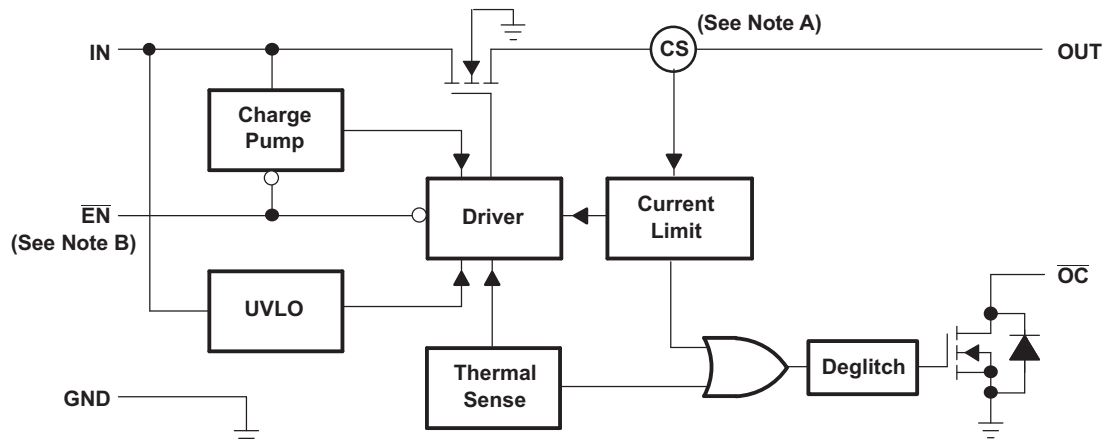 (See Note A)
IN
CS
OUT
Charge
Pump
EN
(See Note B)
Driver
Current
Limit
OC
UVLO
Thermal
Sense
Deglitch
GND